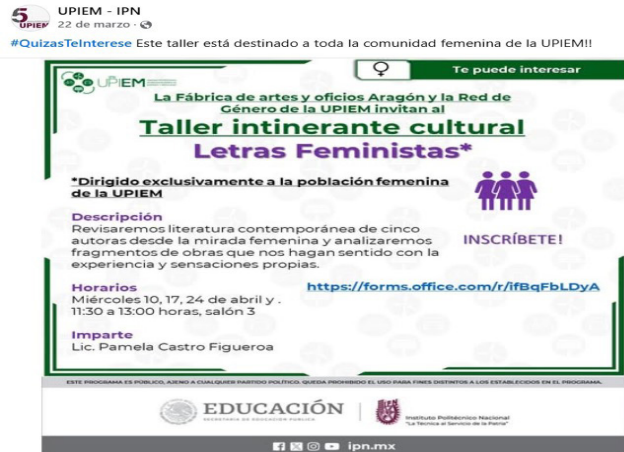 5
UPIEM
UPIEM - IPN
22 de marzo ·
#QuizasTeInterese Este taller está destinado a toda la comunidad femenina de la UPIEM!!
UPIEM
Te puede interesar
La Fábrica de artes y oficios Aragón y la Red de
Género de la UPIEM invitan al
Taller intinerante cultural
Letras Feministas*
*Dirigido exclusivamente a la población femenina
de la UPIEM
Descripción
Revisaremos literatura contemporánea de cinco
autoras desde la mirada femenina y analizaremos
fragmentos de obras que nos hagan sentido con la
experiencia y sensaciones propias.
INSCRÍBETE!
Horarios
Miércoles 10, 17, 24 de abril y .
11:30 a 13:00 horas, salón 3
https://forms.office.com/r/ifBqFbLDyA
Imparte
Lic. Pamela Castro Figueroa
ESTE PROGRAMA ES PÚBLICO, AJENO A CUALQUIER PARTIDO POLÍTICO. QUEDA PROHIBIDO EL USO PARA FINES DISTINTOS A LOS ESTABLECIDOS EN EL PROGRAMA.
EDUCACIÓN
SECRETARÍA DE EDUCACIÓN PÚBLICA
Instituto Politécnico Nacional
"La Técnica al Servicio de la Patria"
ipn.mx